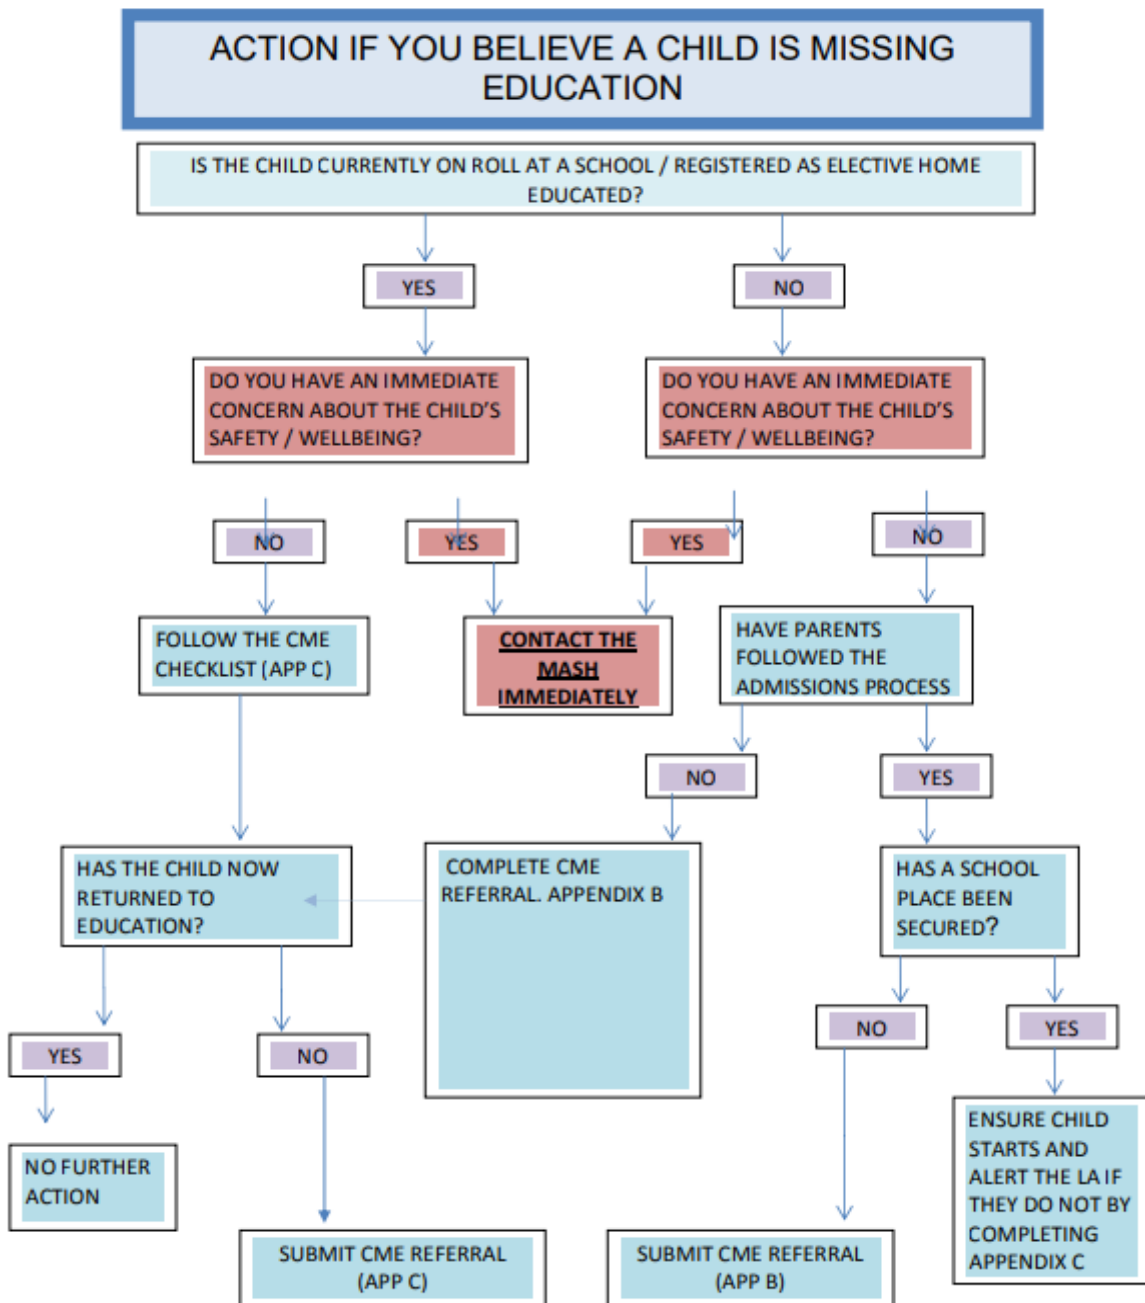 ACTION IF YOU BELIEVE A CHILD IS MISSING
EDUCATION
IS THE CHILD CURRENTLY ON ROLL AT A SCHOOL / REGISTERED AS ELECTIVE HOME
EDUCATED?
YES
NO
DO YOU HAVE AN IMMEDIATE
CONCERN ABOUT THE CHILD’S
SAFETY / WELLBEING?
DO YOU HAVE AN IMMEDIATE
CONCERN ABOUT THE CHILD’S
SAFETY / WELLBEING?
NO
YES
YES
NO
FOLLOW THE CME
CHECKLIST (APP C)
CONTACT THE
MASH
IMMEDIATELY
HAVE PARENTS
FOLLOWED THE
ADMISSIONS PROCESS
NO
YES
HAS THE CHILD NOW
RETURNED TO
EDUCATION?
COMPLETE CME
REFERRAL. APPENDIX B
HAS A SCHOOL
PLACE BEEN
SECURED?
YES
NO
NO
YES
NO FURTHER
ACTION
ENSURE CHILD
STARTS AND
ALERT THE LA IF
THEY DO NOT BY
COMPLETING
APPENDIX C
SUBMIT CME REFERRAL
(APP C)
SUBMIT CME REFERRAL
(APP B)